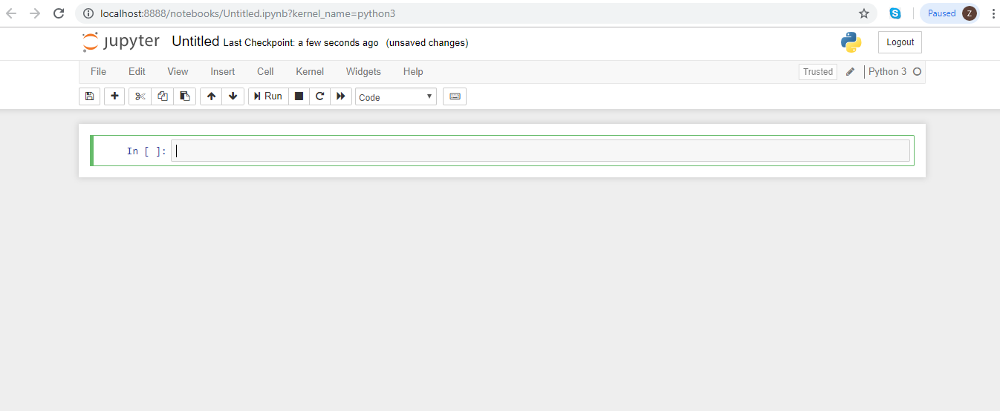 localhost:8888/notebooks/Untitled.ipynb?kernel_name=python3 Paused Z
jupyter Untitled Last Checkpoint: a few seconds ago (unsaved changes) Logout
File Edit View Insert Cell Kernel Widgets Help Trusted Python 3
Run Code
In [ ]: